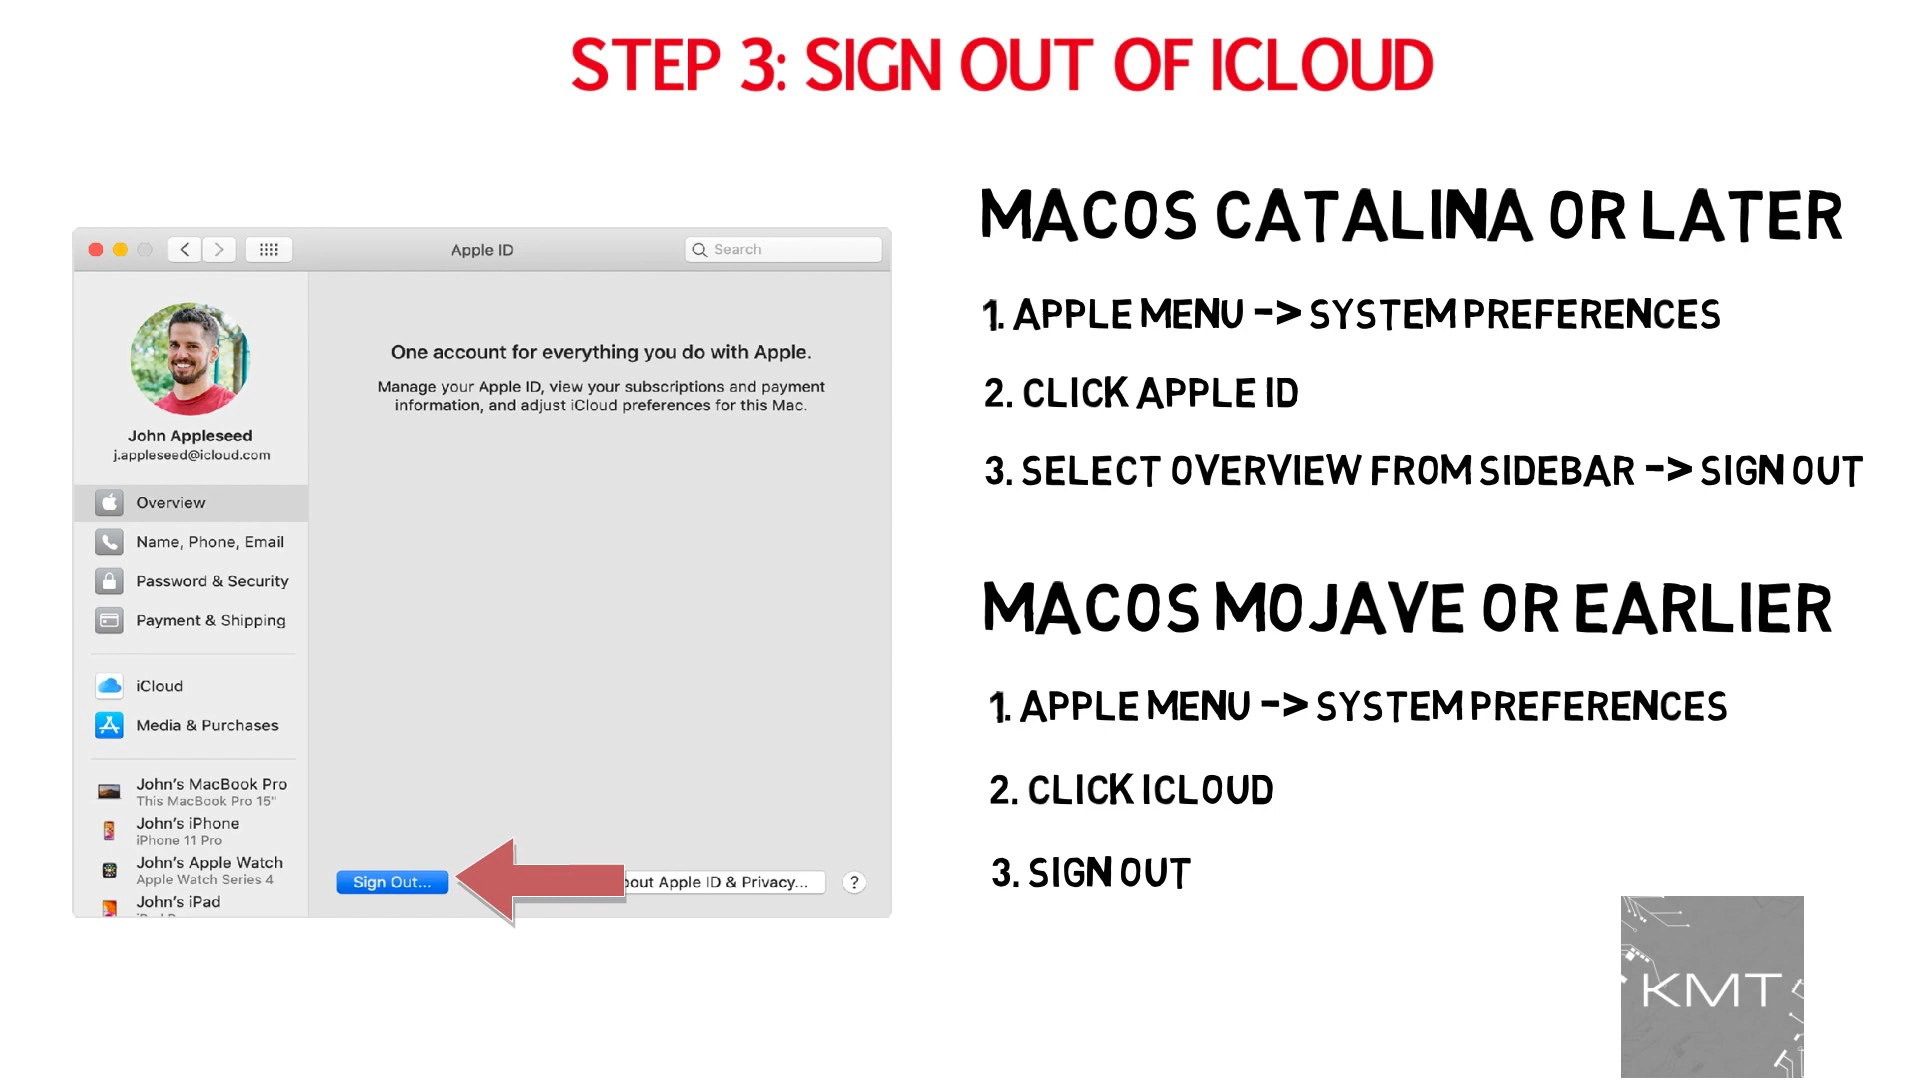 STEP 3: SIGN OUT OF ICLOUD
Apple ID
Search
One account for everything you do with Apple.
Manage your Apple ID, view your subscriptions and payment
information, and adjust iCloud preferences for this Mac.
John Appleseed
j.appleseed@icloud.com
Overview
Name, Phone, Email
Password & Security
Payment & Shipping
iCloud
Media & Purchases
John's MacBook Pro
This MacBook Pro 15"
John's iPhone
iPhone 11 Pro
John's Apple Watch
Apple Watch Series 4
John's iPad
Sign Out...
Apple ID & Privacy...
?
MACOS CATALINA OR LATER
1. APPLE MENU -> SYSTEM PREFERENCES
2. CLICK APPLE ID
3. SELECT OVERVIEW FROM SIDEBAR -> SIGN OUT
MACOS MOJAVE OR EARLIER
1. APPLE MENU -> SYSTEM PREFERENCES
2. CLICK ICLOUD
3. SIGN OUT
KMT